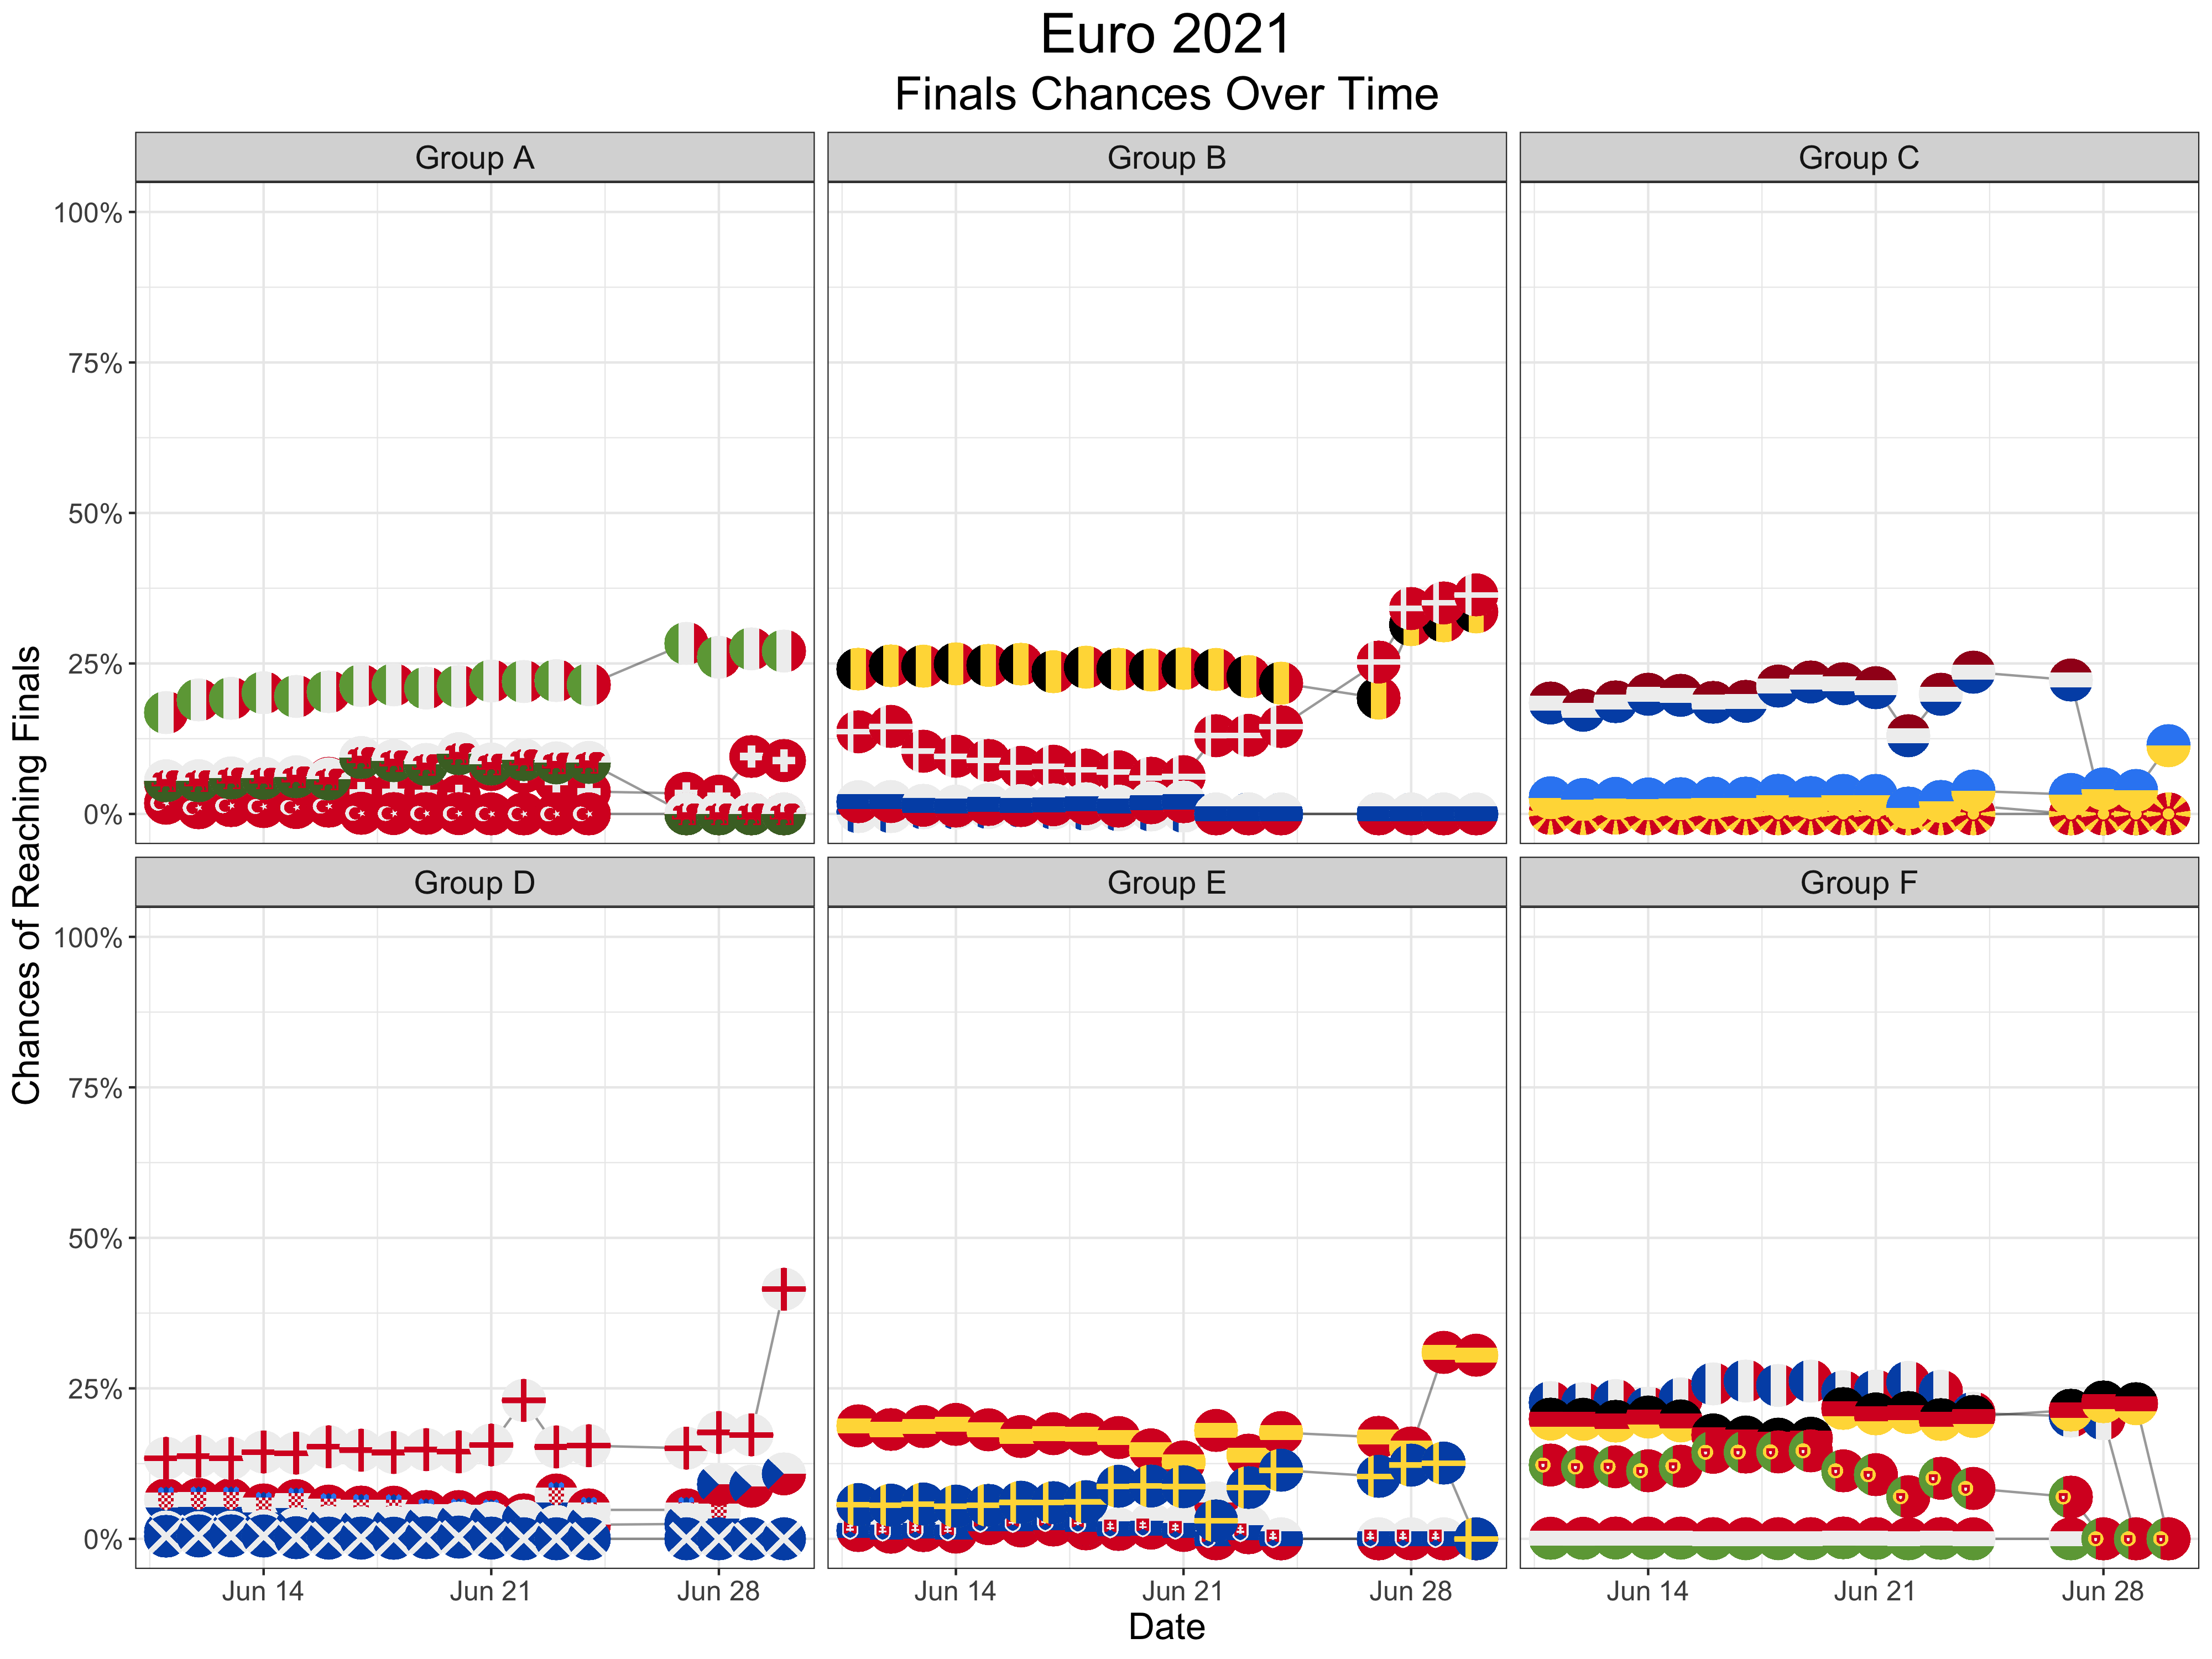 Euro 2021
Finals Chances Over Time
Group A
Group B
Group C
100%
75%
50%
25%
0%
Group D
Group E
Group F
100%
75%
50%
25%
0%
Chances of Reaching Finals
Jun 14
Jun 21
Jun 28
Jun 14
Jun 21
Jun 28
Jun 14
Jun 21
Jun 28
Date